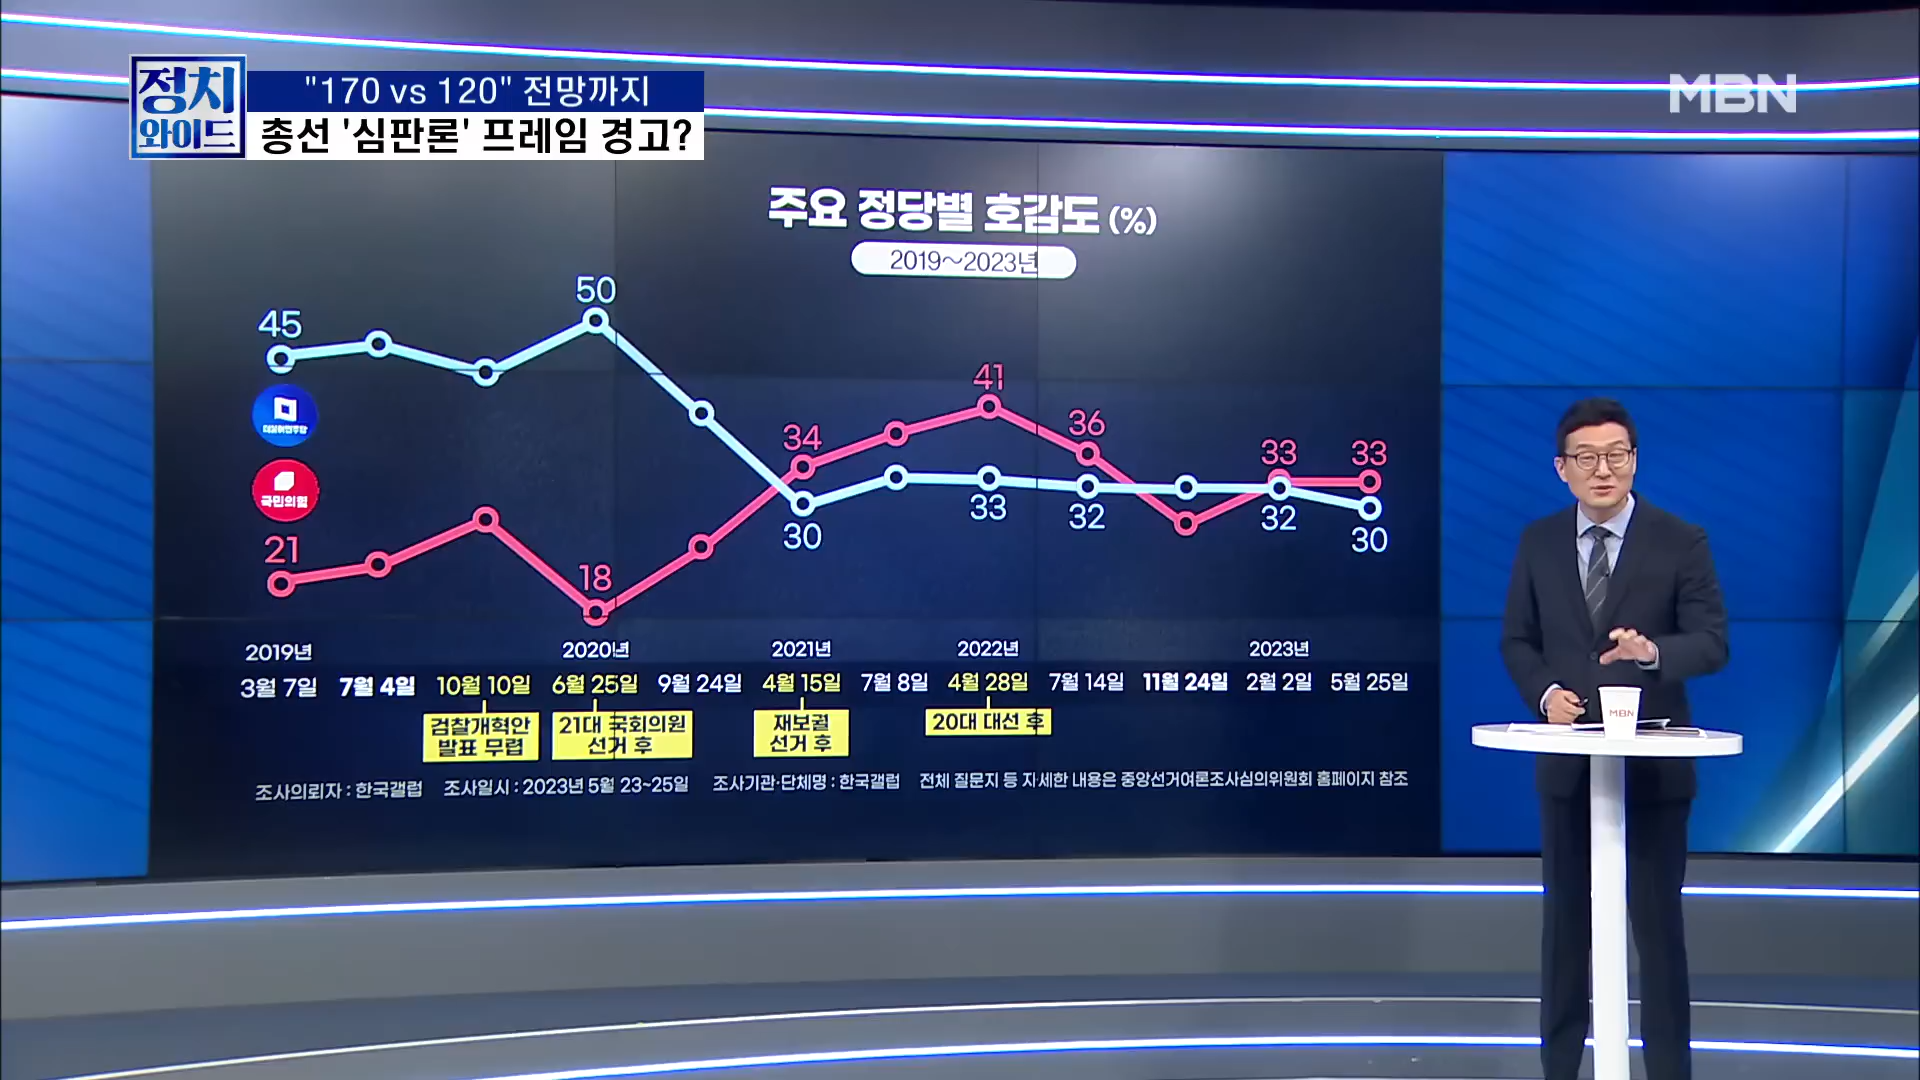 정치
와이드
"170 vs 120" 전망까지
총선 '심판론' 프레임 경고?
MBN
주요 정당별 호감도 (%)
2019~2023년
45
50
더불어민주당
국민의힘
21
18
34
30
41
33
36
32
33
32
33
30
2019년
2020년
2021년
2022년
2023년
3월 7일
7월 4일
10월 10일
6월 25일
9월 24일
4월 15일
7월 8일
4월 28일
7월 14일
11월 24일
2월 2일
5월 25일
검찰개혁안
발표 무렵
21대 국회의원
선거 후
재보궐
선거 후
20대 대선 후
조사의뢰자 : 한국갤럽 조사일시 : 2023년 5월 23~25일 조사기관·단체명 : 한국갤럽 전체 질문지 등 자세한 내용은 중앙선거여론조사심의위원회 홈페이지 참조
MBN